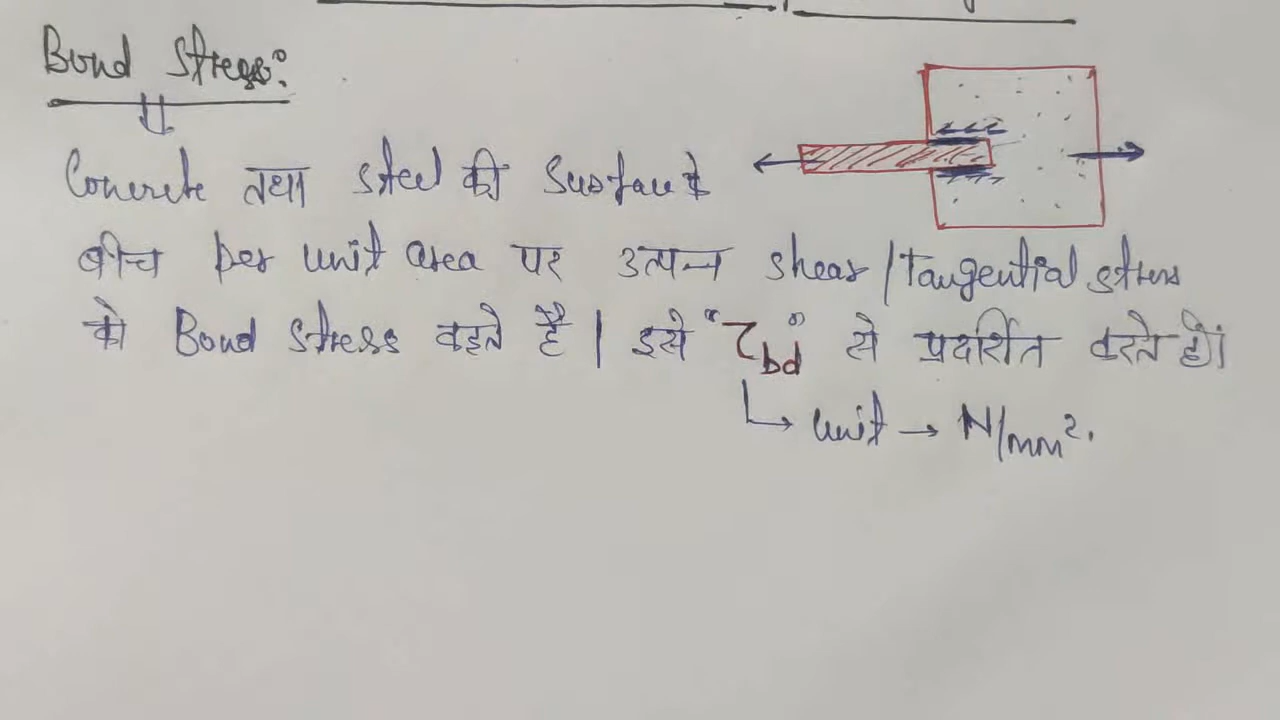 Bond Stress:
Concrete तथा steel की surface के
बीच per unit area पर उत्पन्न shear / Tangential stress
को Bond stress कहते है | इसे "τbd" से प्रदर्शित करते है।
unit → N/mm².